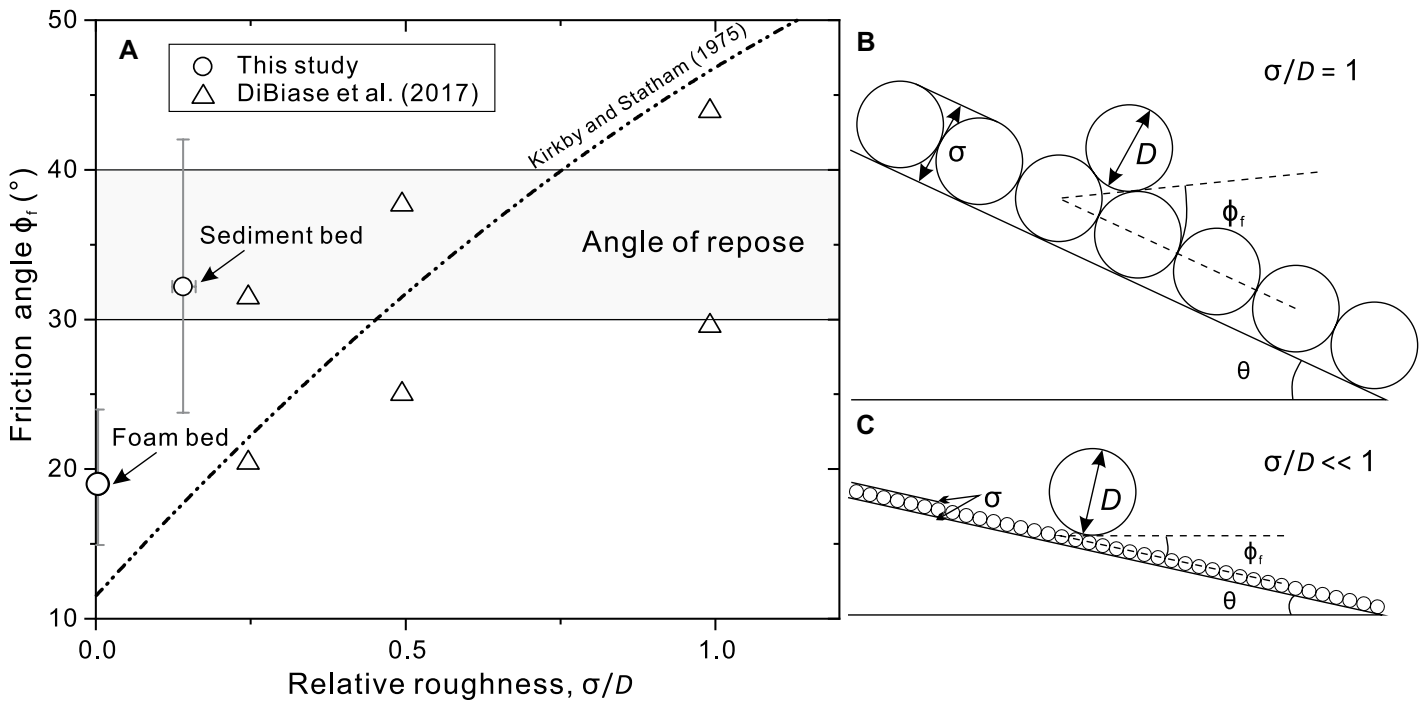 A
This study
DiBiase et al. (2017)
Kirkby and Statham (1975)
Sediment bed
Angle of repose
Foam bed
50
40
30
20
10
0.0
0.5
1.0
Friction angle ϕf (°)
Relative roughness, σ/D
B
σ/D = 1
σ
D
ϕf
θ
C
σ/D << 1
σ
D
ϕf
θ